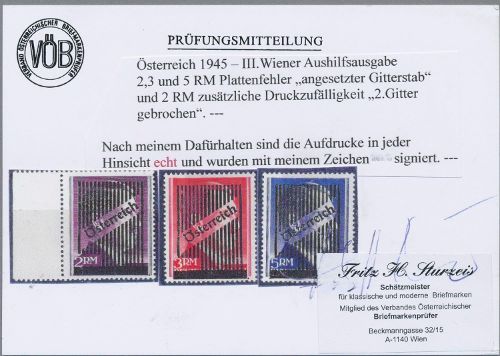 VERBAND ÖSTERREICHISCHER BRIEFMARKENPRÜFER
VÖB
PRÜFUNGSMITTEILUNG
Österreich 1945 – III.Wiener Aushilfsausgabe
2,3 und 5 RM Plattenfehler „angesetzter Gitterstab"
und 2 RM zusätzliche Druckzufälligkeit „2.Gitter
gebrochen". ---
Nach meinem Dafürhalten sind die Aufdrucke in jeder
Hinsicht echt und wurden mit meinem Zeichen signiert. ---
Österreich
2RM
Österreich
3RM
Österreich
5RM
Fritz H. Sturzeis
Schätzmeister
für klassische und moderne Briefmarken
Mitglied des Verbandes Österreichischer
Briefmarkenprüfer
Beckmanngasse 32/15
A-1140 Wien